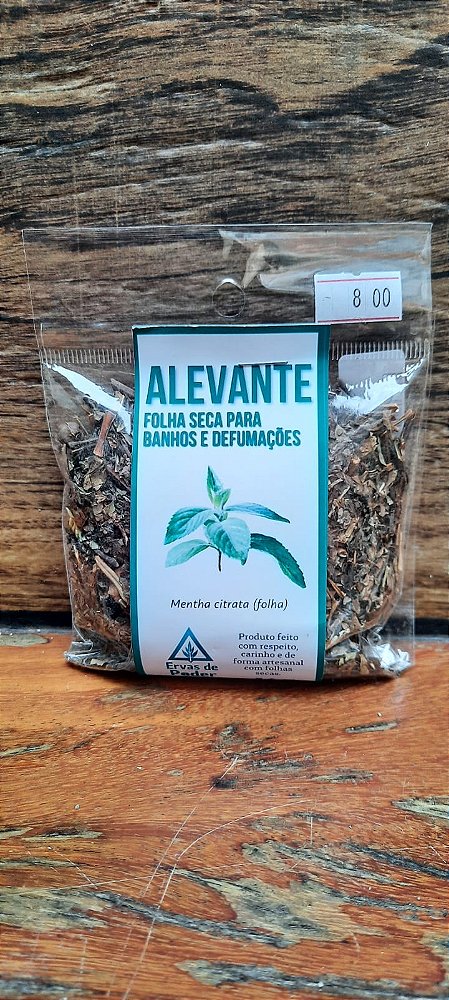 8 00
ALEVANTE
FOLHA SECA PARA
BANHOS E DEFUMAÇÕES
Mentha citrata (folha)
Ervas de
Poder
Produto feito
com respeito,
carinho e de
forma artesanal
com folhas
secas.